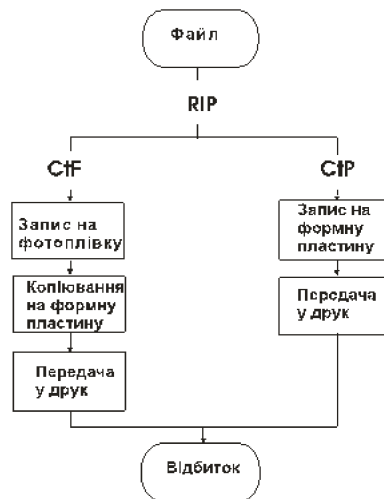 Файл
RIP
CtF
CtP
Запис на
фотоплівку
Копіювання
на формну
пластину
Передача
у друк
Запис на
формну
пластину
Передача
у друк
Відбиток